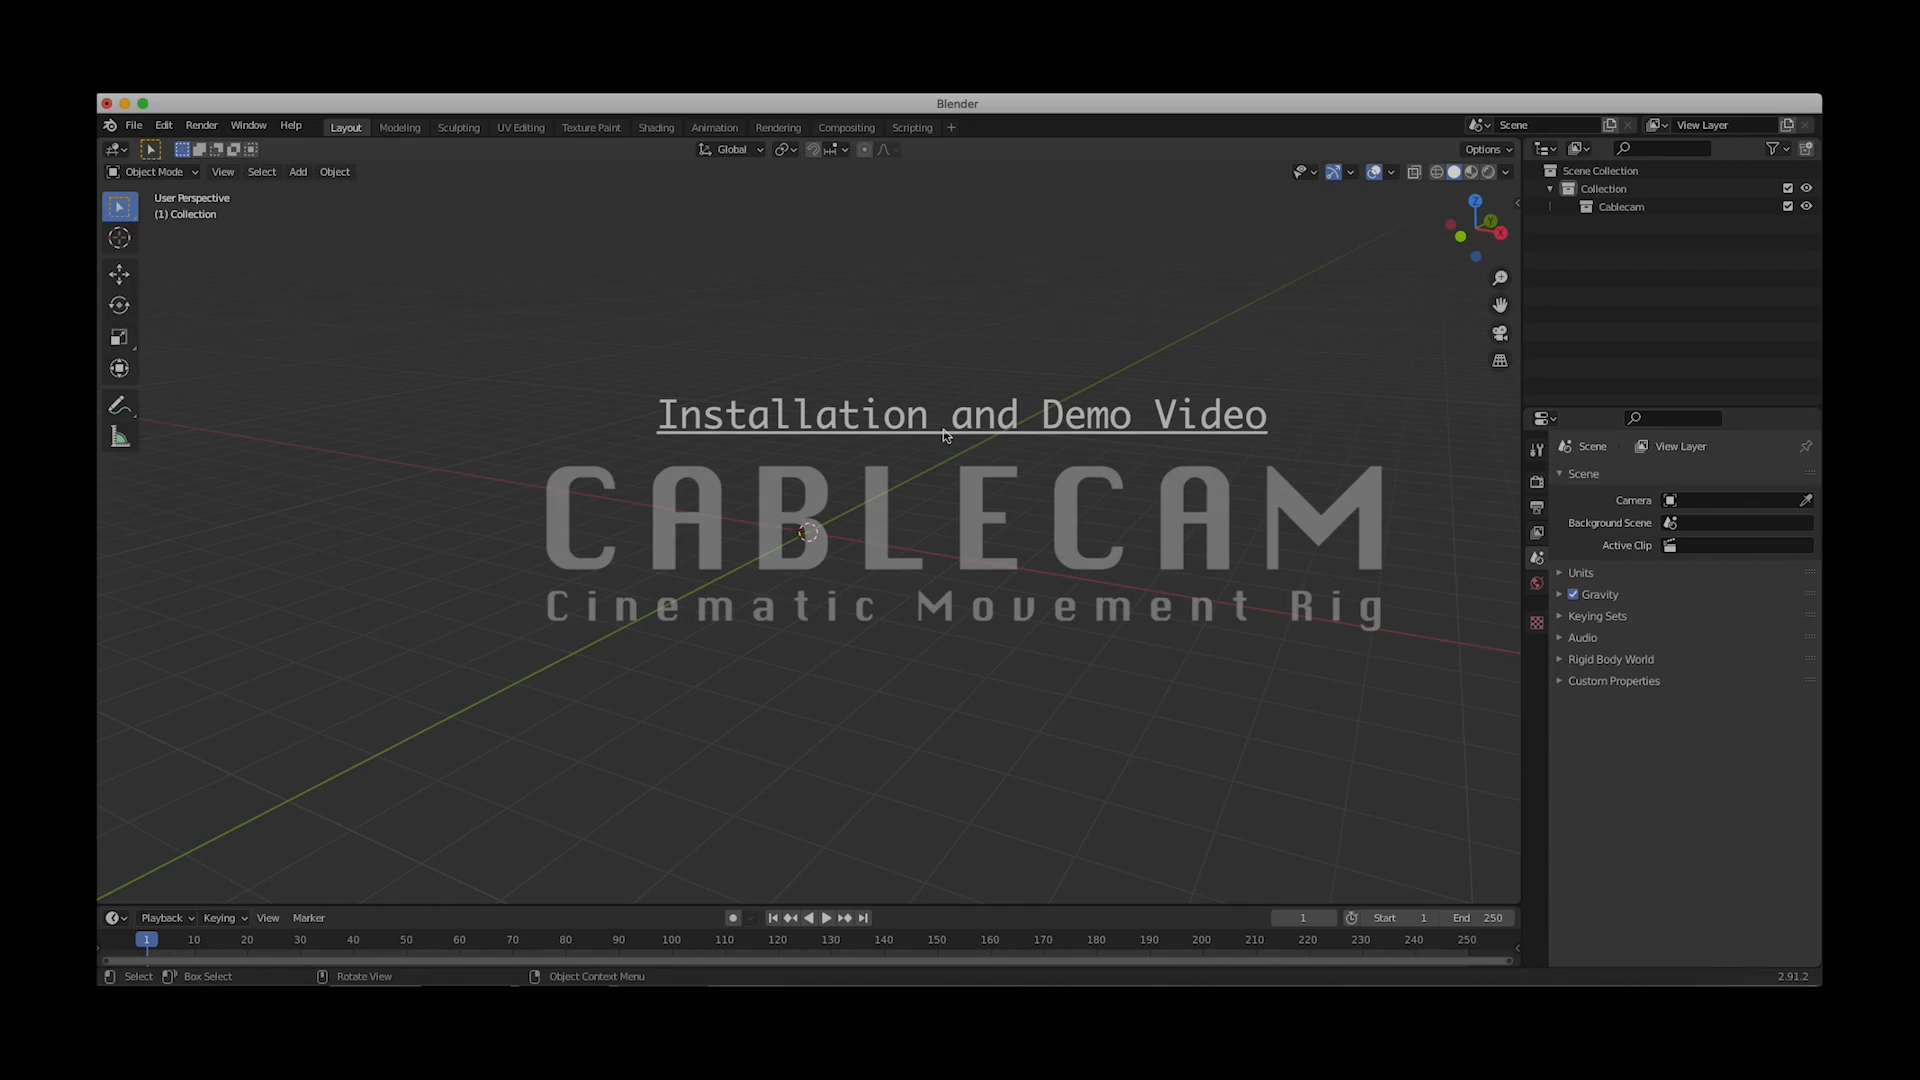 Blender
File Edit Render Window Help Layout Modeling Sculpting UV Editing Texture Paint Shading Animation Rendering Compositing Scripting + Scene View Layer
Global Options
Object Mode View Select Add Object
User Perspective
(1) Collection
Z
Y
X
Scene Collection
Collection
Cablecam
Installation and Demo Video
CABLECAM
Cinematic Movement Rig
Scene View Layer
Scene
Camera
Background Scene
Active Clip
Units
Gravity
Keying Sets
Audio
Rigid Body World
Custom Properties
Playback Keying View Marker 1 Start 1 End 250
1 10 20 30 40 50 60 70 80 90 100 110 120 130 140 150 160 170 180 190 200 210 220 230 240 250
Select Box Select Rotate View Object Context Menu 2.91.2